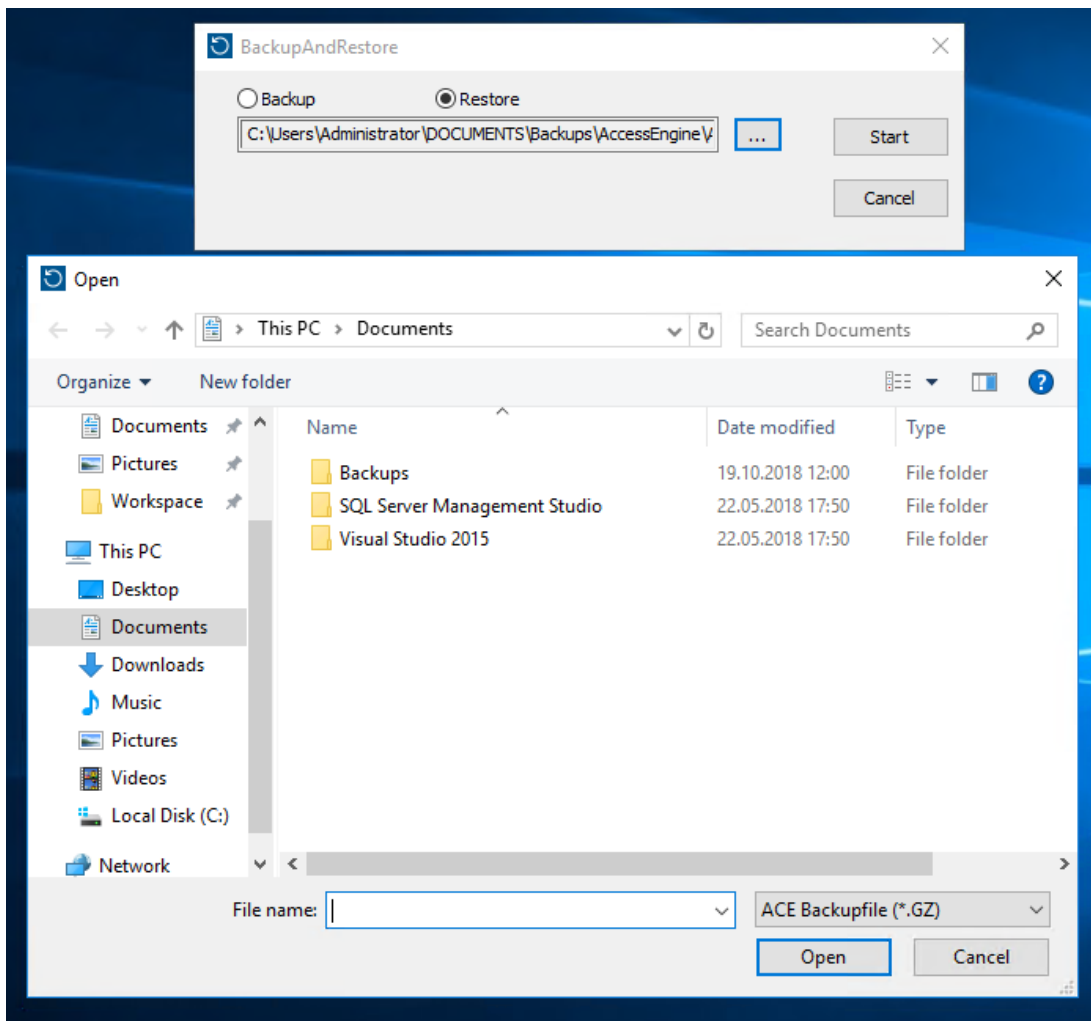 BackupAndRestore
Backup Restore
C:\Users\Administrator\DOCUMENTS\Backups\AccessEngine\ ... Start
Cancel
Open
This PC > Documents Search Documents
Organize New folder
Documents Name Date modified Type
Pictures Backups 19.10.2018 12:00 File folder
Workspace SQL Server Management Studio 22.05.2018 17:50 File folder
This PC Visual Studio 2015 22.05.2018 17:50 File folder
Desktop
Documents
Downloads
Music
Pictures
Videos
Local Disk (C:)
Network
File name: ACE Backupfile (*.GZ)
Open Cancel